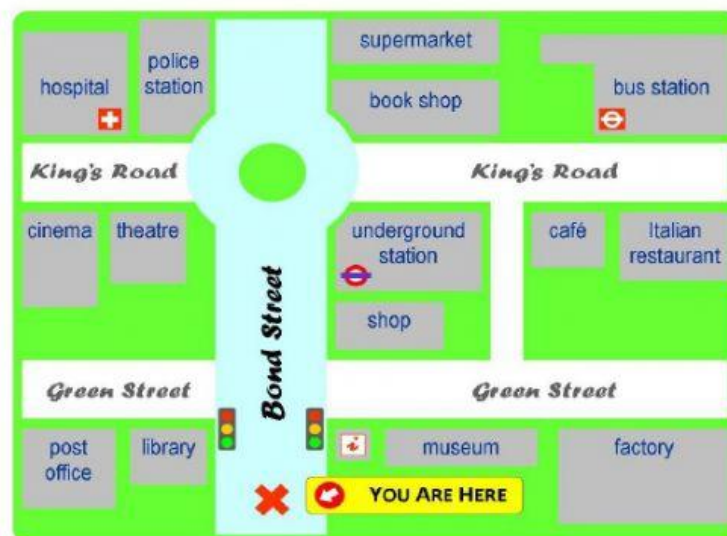 hospital
police
station
supermarket
book shop
bus station
King's Road
King's Road
cinema
theatre
underground
station
café
Italian
restaurant
Bond Street
shop
Green Street
Green Street
post
office
library
i
museum
factory
YOU ARE HERE